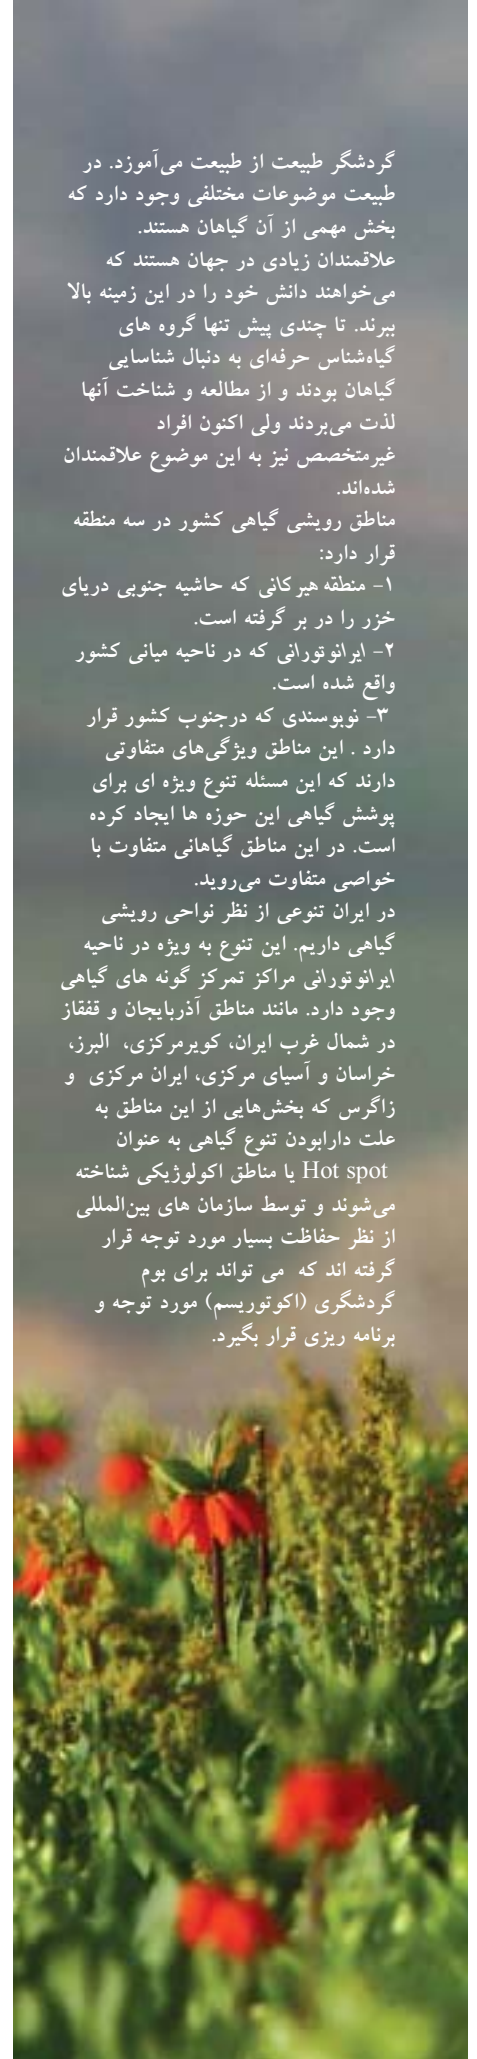 گردشگر طبیعت از طبیعت می‌آموزد. در
طبیعت موضوعات مختلفی وجود دارد که
بخش مهمی از آن گیاهان هستند.
علاقمندان زیادی در جهان هستند که
می‌خواهند دانش خود را در این زمینه بالا
ببرند. تا چندی پیش تنها گروه های
گیاه‌شناس حرفه‌ای به دنبال شناسایی
گیاهان بودند و از مطالعه و شناخت آنها
لذت می‌بردند ولی اکنون افراد
غیرمتخصص نیز به این موضوع علاقمندان
شده‌اند.
مناطق رویشی گیاهی کشور در سه منطقه
قرار دارد:
۱- منطقه هیرکانی که حاشیه جنوبی دریای
خزر را در بر گرفته است.
۲- ایرانوتورانی که در ناحیه میانی کشور
واقع شده است.
۳- نوبوسندی که درجنوب کشور قرار
دارد . این مناطق ویژگی‌های متفاوتی
دارند که این مسئله تنوع ویژه ای برای
پوشش گیاهی این حوزه ها ایجاد کرده
است. در این مناطق گیاهانی متفاوت با
خواصی متفاوت می‌روید.
در ایران تنوعی از نظر نواحی رویشی
گیاهی داریم. این تنوع به ویژه در ناحیه
ایرانوتورانی مراکز تمرکز گونه های گیاهی
وجود دارد. مانند مناطق آذربایجان و قفقاز
در شمال غرب ایران، کویرمرکزی، البرز،
خراسان و آسیای مرکزی، ایران مرکزی و
زاگرس که بخش‌هایی از این مناطق به
علت دارابودن تنوع گیاهی به عنوان
Hot spot یا مناطق اکولوژیکی شناخته
می‌شوند و توسط سازمان های بین‌المللی
از نظر حفاظت بسیار مورد توجه قرار
گرفته اند که می تواند برای بوم
گردشگری (اکوتوریسم) مورد توجه و
برنامه ریزی قرار بگیرد.